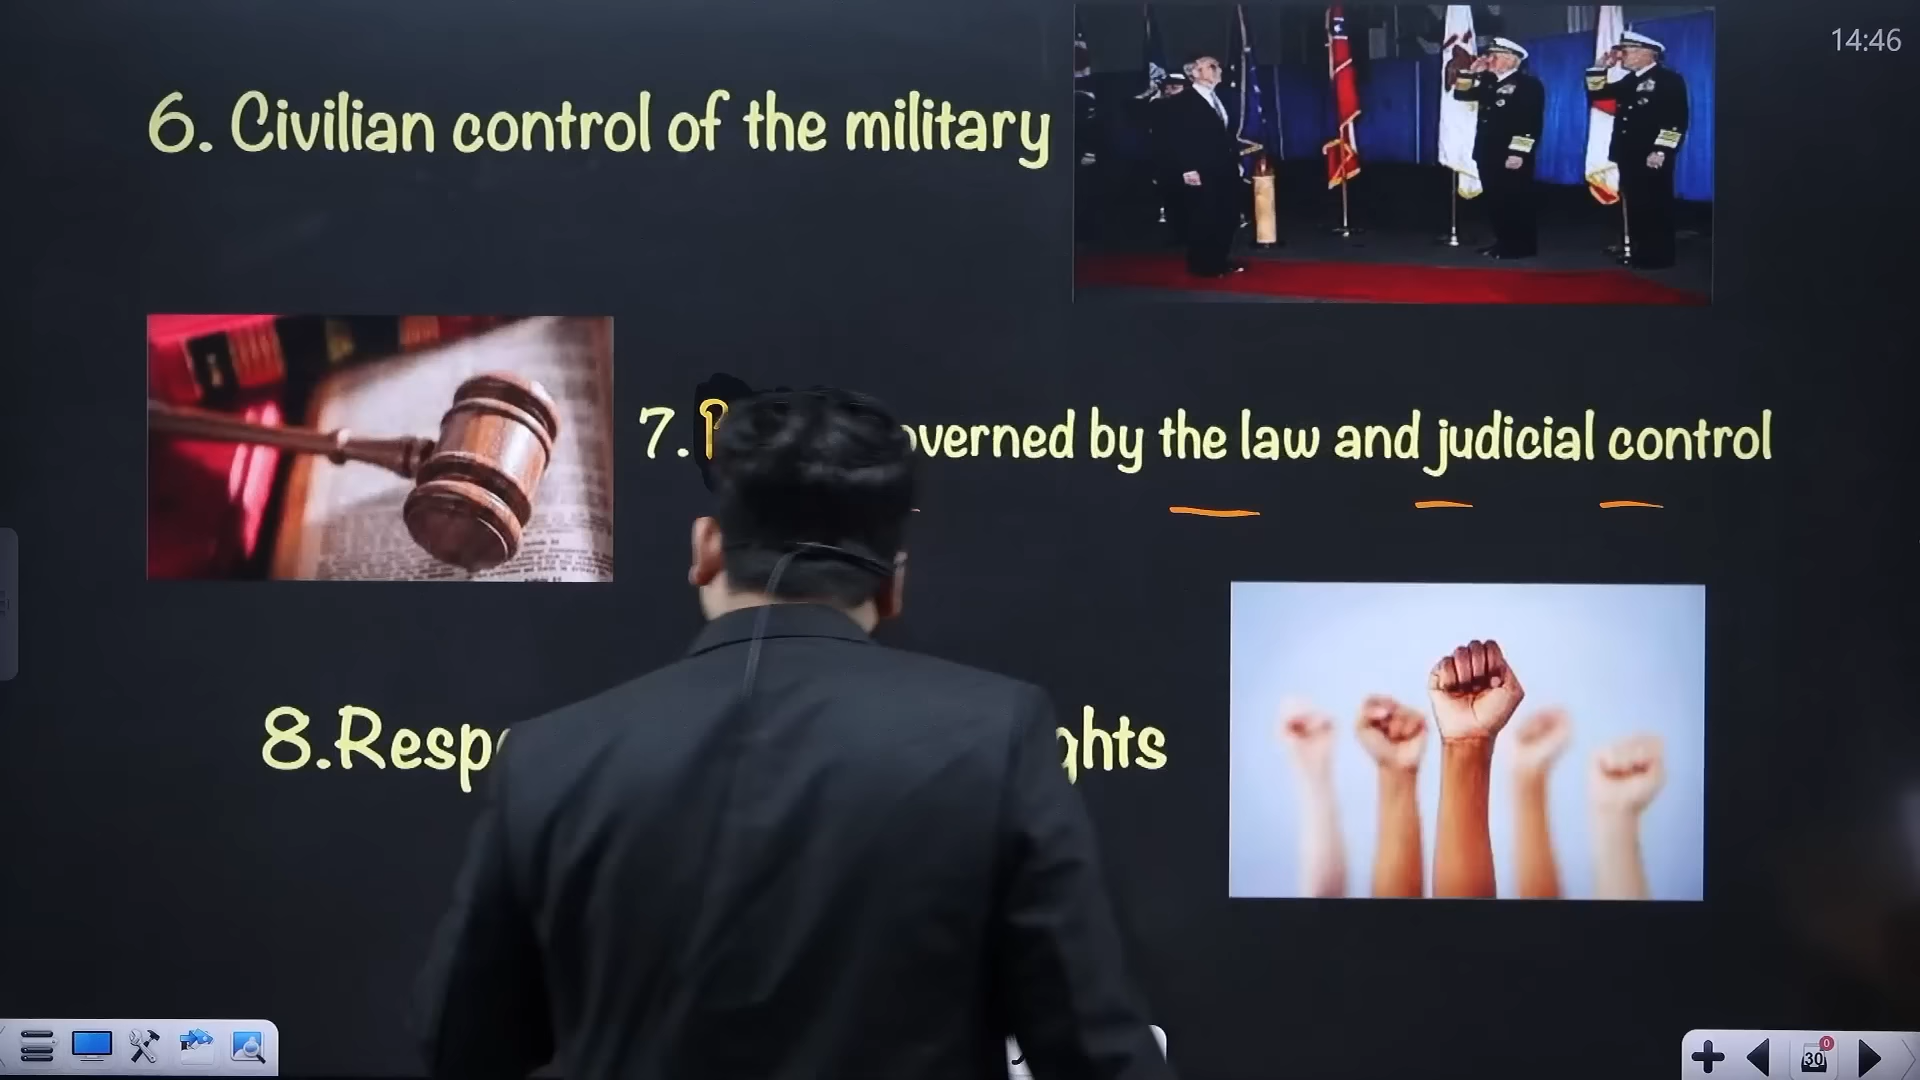 14:46
6. Civilian control of the military
7. overned by the law and judicial control
8.Resp ghts
30
0